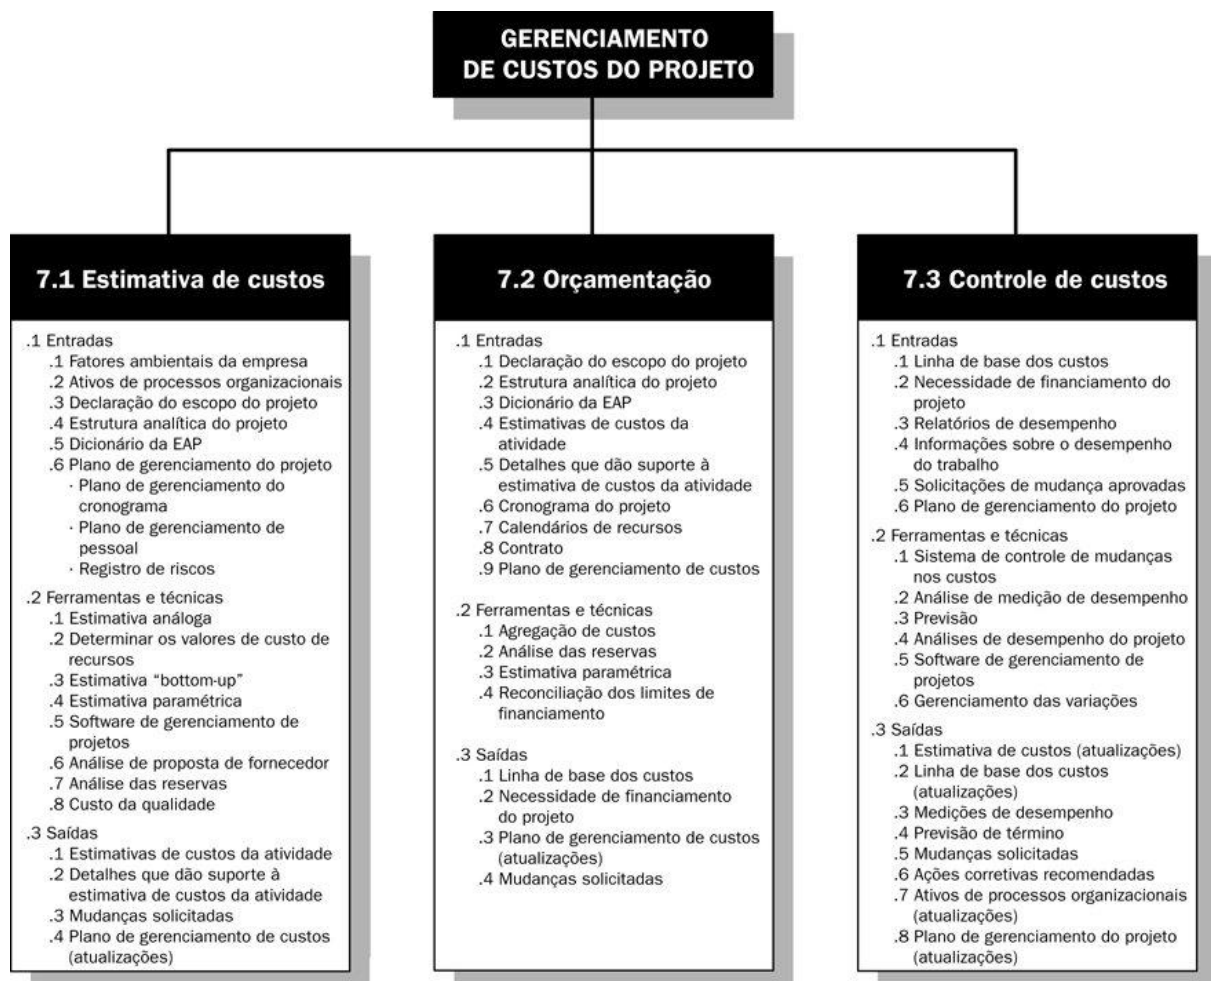 GERENCIAMENTO
DE CUSTOS DO PROJETO
7.1 Estimativa de custos
.1 Entradas
.1 Fatores ambientais da empresa
.2 Ativos de processos organizacionais
.3 Declaração do escopo do projeto
.4 Estrutura analítica do projeto
.5 Dicionário da EAP
.6 Plano de gerenciamento do projeto
· Plano de gerenciamento do
cronograma
· Plano de gerenciamento de
pessoal
· Registro de riscos
.2 Ferramentas e técnicas
.1 Estimativa análoga
.2 Determinar os valores de custo de
recursos
.3 Estimativa “bottom-up”
.4 Estimativa paramétrica
.5 Software de gerenciamento de
projetos
.6 Análise de proposta de fornecedor
.7 Análise das reservas
.8 Custo da qualidade
.3 Saídas
.1 Estimativas de custos da atividade
.2 Detalhes que dão suporte à
estimativa de custos da atividade
.3 Mudanças solicitadas
.4 Plano de gerenciamento de custos
(atualizações)
7.2 Orçamentação
.1 Entradas
.1 Declaração do escopo do projeto
.2 Estrutura analítica do projeto
.3 Dicionário da EAP
.4 Estimativas de custos da
atividade
.5 Detalhes que dão suporte à
estimativa de custos da atividade
.6 Cronograma do projeto
.7 Calendários de recursos
.8 Contrato
.9 Plano de gerenciamento de custos
.2 Ferramentas e técnicas
.1 Agregação de custos
.2 Análise das reservas
.3 Estimativa paramétrica
.4 Reconciliação dos limites de
financiamento
.3 Saídas
.1 Linha de base dos custos
.2 Necessidade de financiamento
do projeto
.3 Plano de gerenciamento de custos
(atualizações)
.4 Mudanças solicitadas
7.3 Controle de custos
.1 Entradas
.1 Linha de base dos custos
.2 Necessidade de financiamento do
projeto
.3 Relatórios de desempenho
.4 Informações sobre o desempenho
do trabalho
.5 Solicitações de mudança aprovadas
.6 Plano de gerenciamento do projeto
.2 Ferramentas e técnicas
.1 Sistema de controle de mudanças
nos custos
.2 Análise de medição de desempenho
.3 Previsão
.4 Análises de desempenho do projeto
.5 Software de gerenciamento de
projetos
.6 Gerenciamento das variações
.3 Saídas
.1 Estimativa de custos (atualizações)
.2 Linha de base dos custos
(atualizações)
.3 Medições de desempenho
.4 Previsão de término
.5 Mudanças solicitadas
.6 Ações corretivas recomendadas
.7 Ativos de processos organizacionais
(atualizações)
.8 Plano de gerenciamento do projeto
(atualizações)